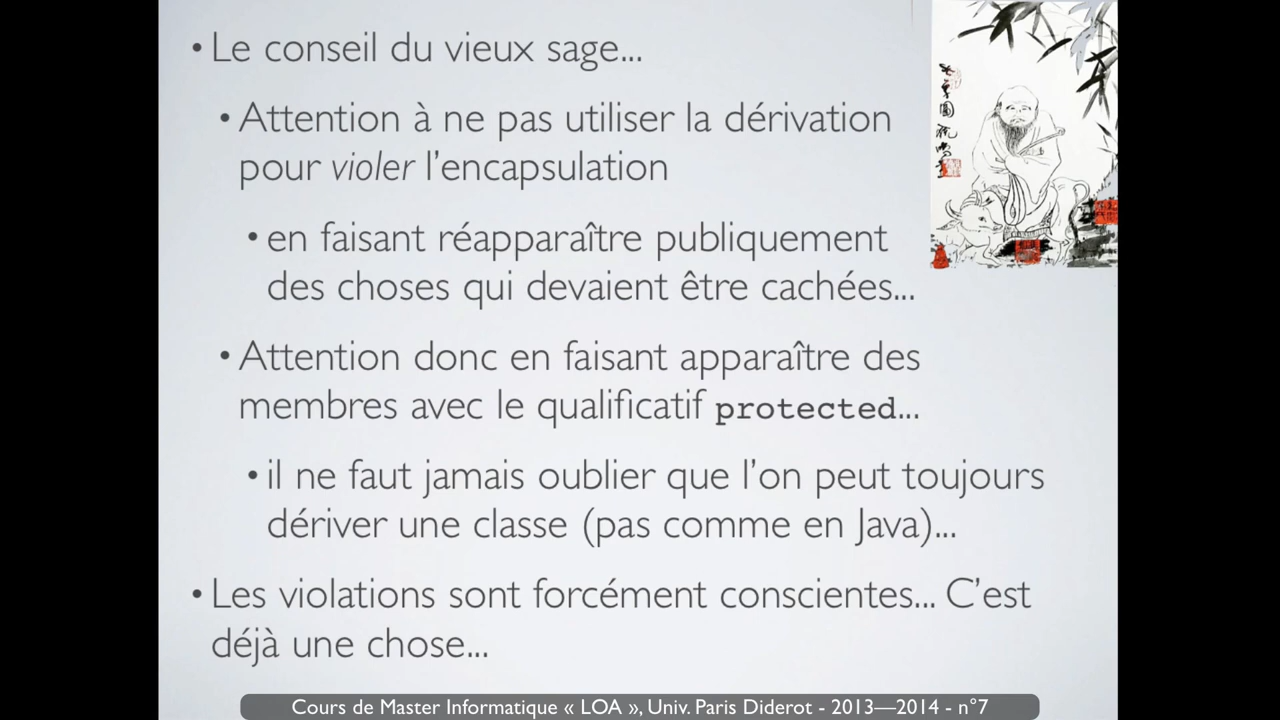 • Le conseil du vieux sage...
• Attention à ne pas utiliser la dérivation
pour violer l'encapsulation
• en faisant réapparaître publiquement
des choses qui devaient être cachées...
• Attention donc en faisant apparaître des
membres avec le qualificatif protected...
• il ne faut jamais oublier que l'on peut toujours
dériver une classe (pas comme en Java)...
• Les violations sont forcément conscientes... C'est
déjà une chose...
Cours de Master Informatique « LOA », Univ. Paris Diderot - 2013—2014 - n°7